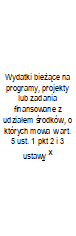 Wydatki bieżące na
programy, projekty
lub zadania
finansowane z
udziałem środków, o
których mowa w art.
5 ust. 1 pkt 2 i 3
ustawy x